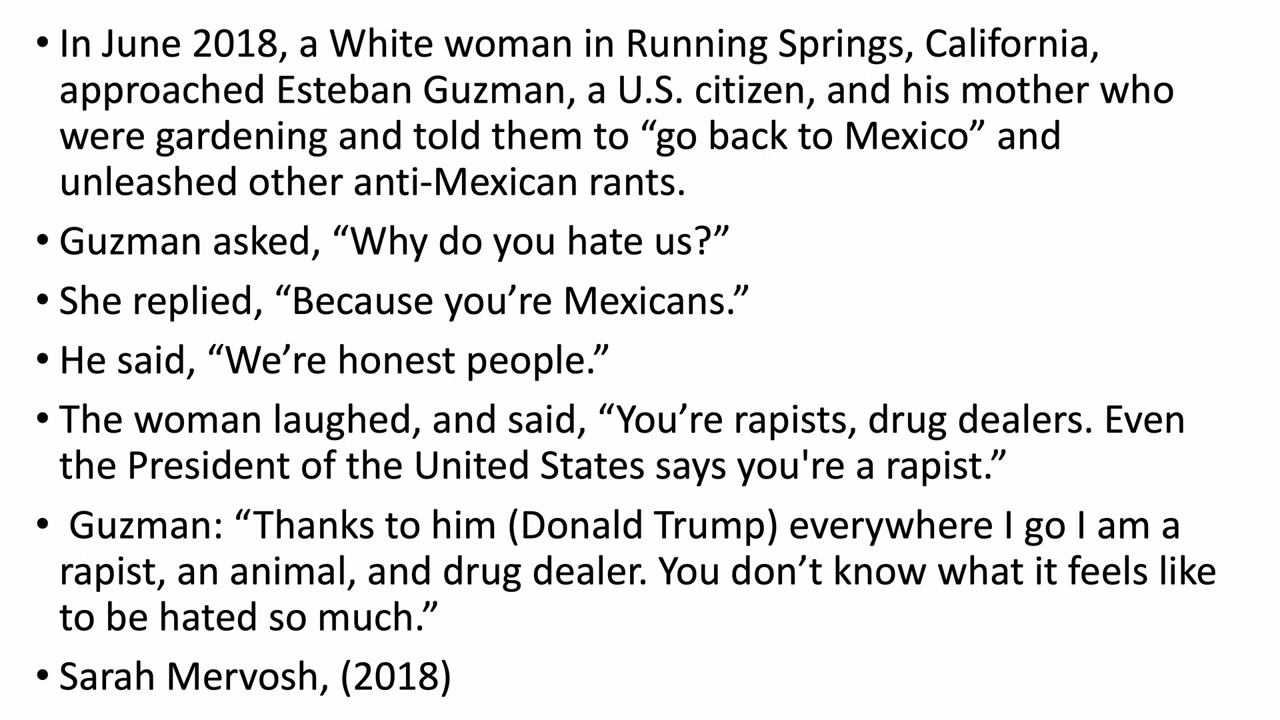 • In June 2018, a White woman in Running Springs, California,
approached Esteban Guzman, a U.S. citizen, and his mother who
were gardening and told them to “go back to Mexico” and
unleashed other anti-Mexican rants.
• Guzman asked, “Why do you hate us?”
• She replied, “Because you’re Mexicans.”
• He said, “We’re honest people.”
• The woman laughed, and said, “You’re rapists, drug dealers. Even
the President of the United States says you're a rapist.”
• Guzman: “Thanks to him (Donald Trump) everywhere I go I am a
rapist, an animal, and drug dealer. You don’t know what it feels like
to be hated so much.”
• Sarah Mervosh, (2018)